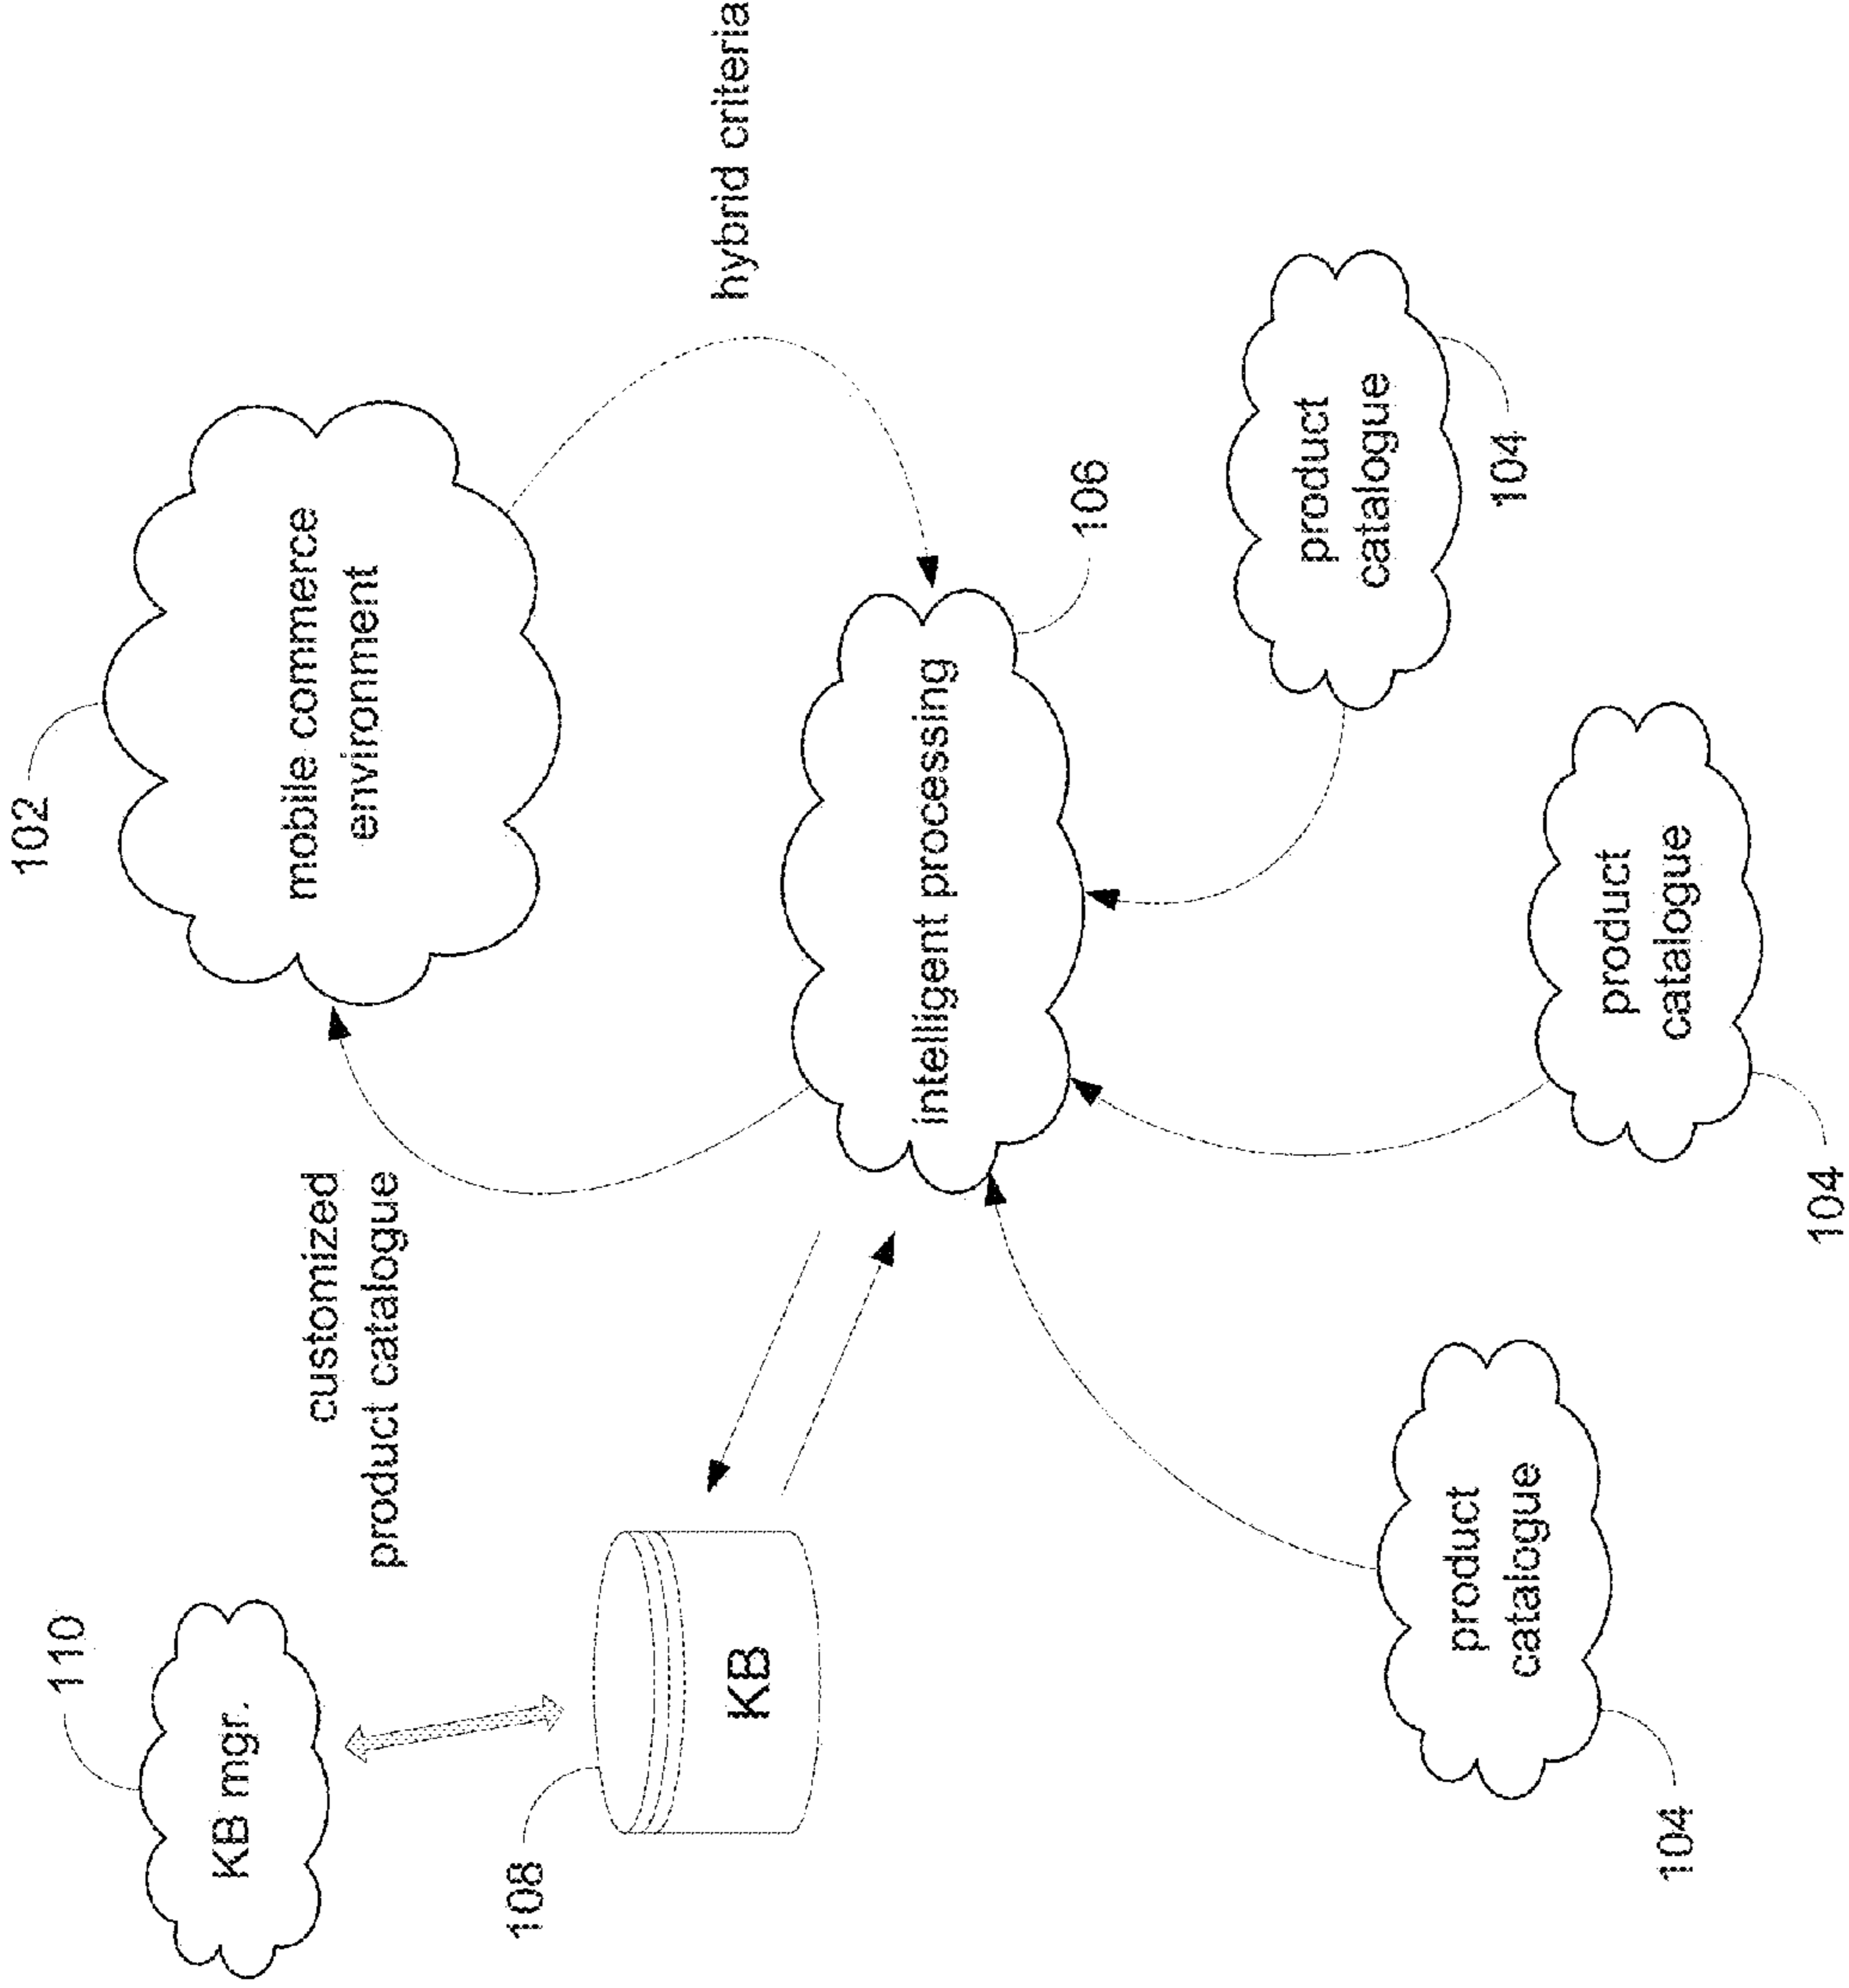 102
mobile commerce
environment
110
KB mgr.
customized
product catalogue
hybrid criteria
108
KB
intelligent processing
106
product
catalogue
104
product
catalogue
104
product
catalogue
104